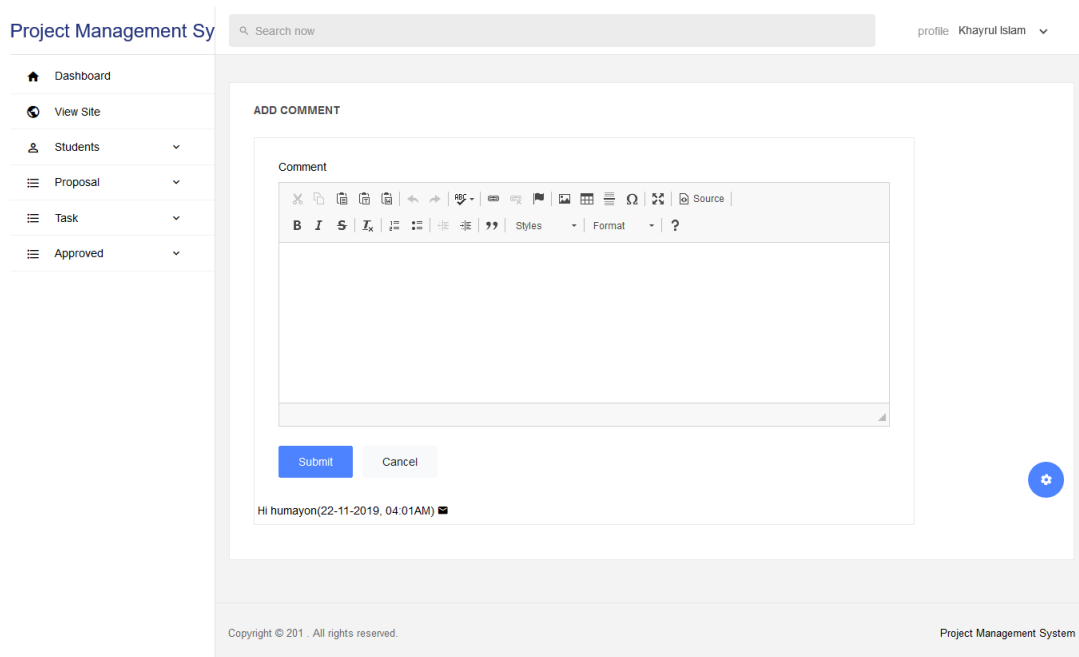 Project Management Sy
Search now
profile Khayrul Islam
Dashboard
View Site
Students
Proposal
Task
Approved
ADD COMMENT
Comment
ABC
Source
B I S Ix
Styles Format ?
Submit Cancel
Hi humayon(22-11-2019, 04:01AM)
Copyright © 201 . All rights reserved.
Project Management System